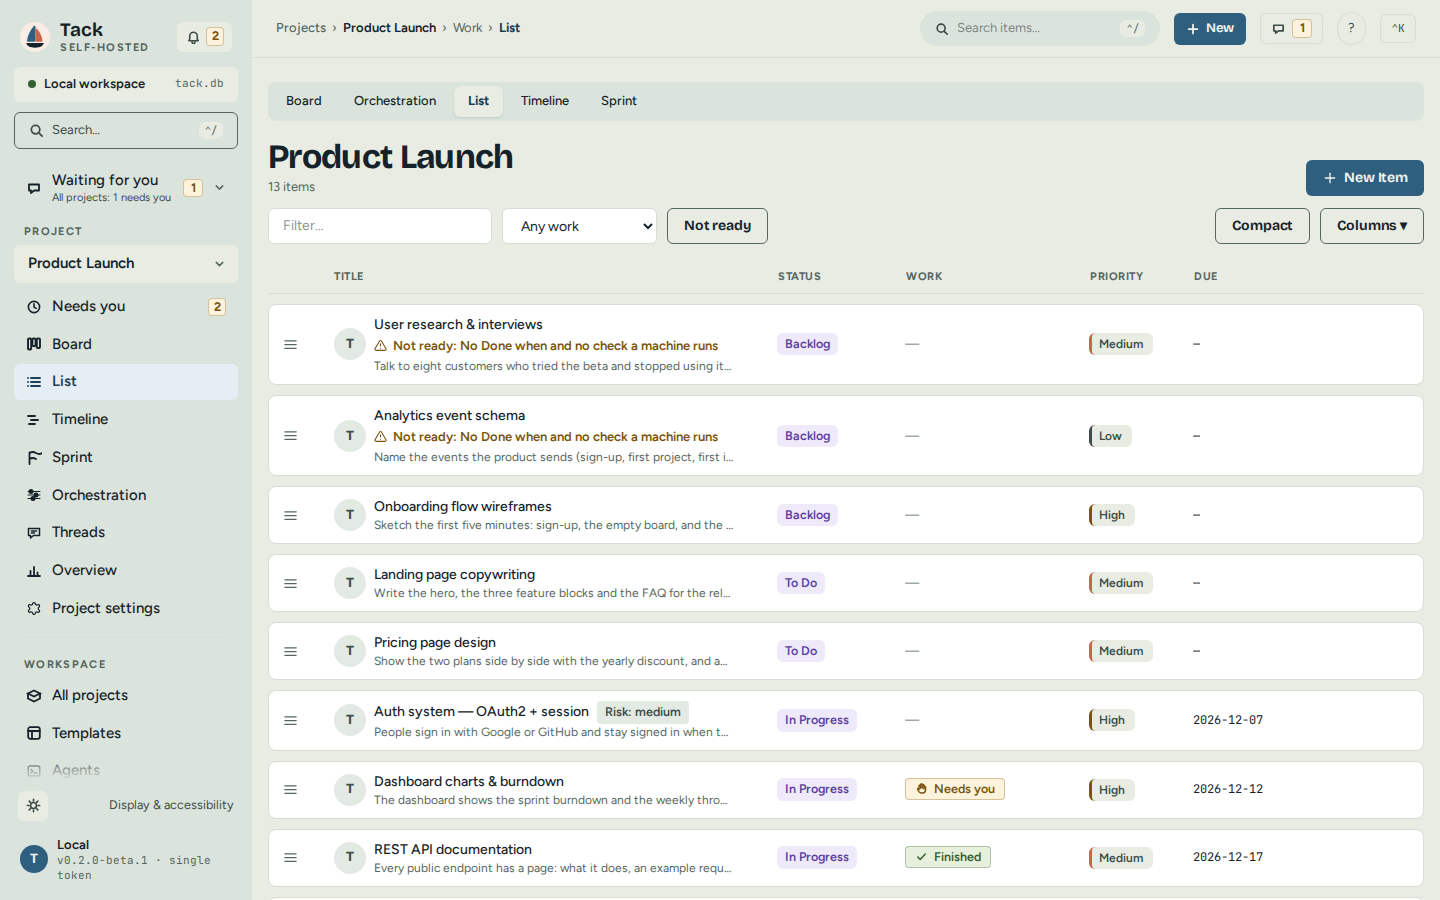 Tack
SELF-HOSTED
2
Local workspace
tack.db
Search...
^/
Waiting for you
All projects: 1 needs you
1
PROJECT
Product Launch
Needs you
2
Board
List
Timeline
Sprint
Orchestration
Threads
Overview
Project settings
WORKSPACE
All projects
Templates
Agents
Display & accessibility
T
Local
v0.2.0-beta.1 · single
token
Projects › Product Launch › Work › List
Search items...
^/
+ New
1
?
^K
Board
Orchestration
List
Timeline
Sprint
Product Launch
13 items
+ New Item
Filter...
Any work
Not ready
Compact
Columns ▾
TITLE
STATUS
WORK
PRIORITY
DUE
T
User research & interviews
Not ready: No Done when and no check a machine runs
Talk to eight customers who tried the beta and stopped using it...
Backlog
—
Medium
–
T
Analytics event schema
Not ready: No Done when and no check a machine runs
Name the events the product sends (sign-up, first project, first i...
Backlog
—
Low
–
T
Onboarding flow wireframes
Sketch the first five minutes: sign-up, the empty board, and the ...
Backlog
—
High
–
T
Landing page copywriting
Write the hero, the three feature blocks and the FAQ for the rel...
To Do
—
Medium
–
T
Pricing page design
Show the two plans side by side with the yearly discount, and a...
To Do
—
Medium
–
T
Auth system — OAuth2 + session
Risk: medium
People sign in with Google or GitHub and stay signed in when t...
In Progress
—
High
2026-12-07
T
Dashboard charts & burndown
The dashboard shows the sprint burndown and the weekly thro...
In Progress
Needs you
High
2026-12-12
T
REST API documentation
Every public endpoint has a page: what it does, an example requ...
In Progress
Finished
Medium
2026-12-17